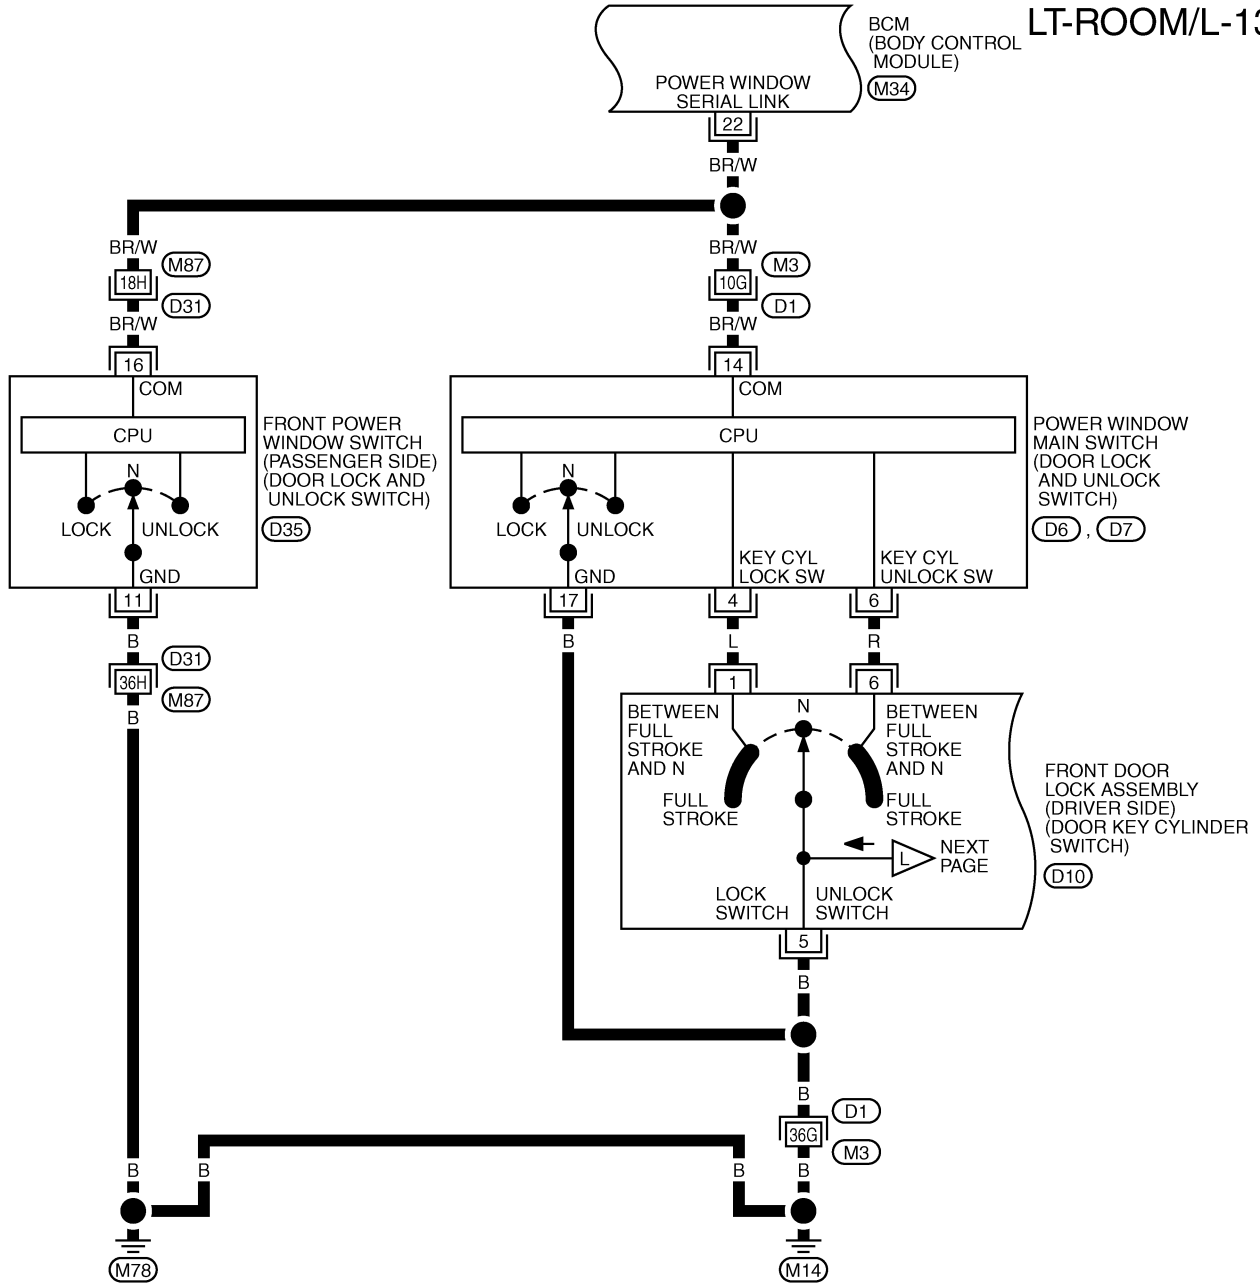 LT-ROOM/L-13
BCM
(BODY CONTROL
MODULE)
M34
POWER WINDOW
SERIAL LINK
22
BR/W
BR/W
BR/W
M87
M3
18H
10G
D31
D1
BR/W
BR/W
16
14
COM
COM
CPU
CPU
FRONT POWER
WINDOW SWITCH
(PASSENGER SIDE)
(DOOR LOCK AND
UNLOCK SWITCH)
D35
POWER WINDOW
MAIN SWITCH
(DOOR LOCK
AND UNLOCK
SWITCH)
D6 , D7
N
N
LOCK
UNLOCK
LOCK
UNLOCK
GND
GND
KEY CYL
LOCK SW
KEY CYL
UNLOCK SW
11
17
4
6
B
B
L
R
D31
36H
M87
B
1
6
BETWEEN
FULL
STROKE
AND N
N
BETWEEN
FULL
STROKE
AND N
FULL
STROKE
FULL
STROKE
FRONT DOOR
LOCK ASSEMBLY
(DRIVER SIDE)
(DOOR KEY CYLINDER
SWITCH)
D10
L
NEXT
PAGE
LOCK
SWITCH
UNLOCK
SWITCH
5
B
B
D1
36G
M3
B
B
B
B
M78
M14